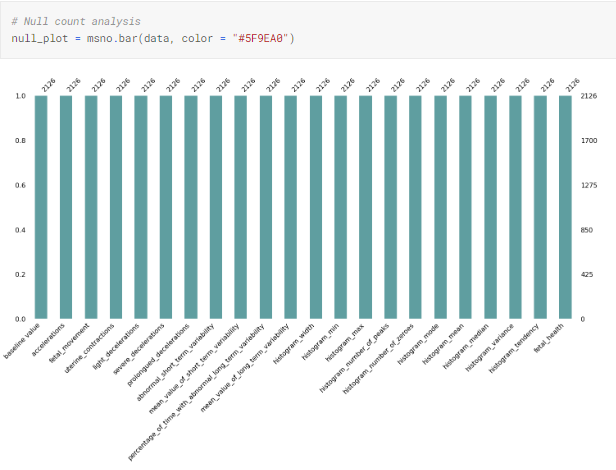 # Null count analysis
null_plot = msno.bar(data, color = "#5F9EA0")
2126 2126 2126 2126 2126 2126 2126 2126 2126 2126 2126 2126 2126 2126 2126 2126 2126 2126 2126 2126 2126 2126
1.0 2126
0.8 1700
0.6 1275
0.4 850
0.2 425
0.0 0
baseline value
accelerations
fetal_movement
uterine_contractions
light_decelerations
severe_decelerations
prolongued_decelerations
abnormal_short_term_variability
mean_value_of_short_term_variability
percentage_of_time_with_abnormal_long_term_variability
mean_value_of_long_term_variability
histogram_width
histogram_min
histogram_max
histogram_number_of_peaks
histogram_number_of_zeroes
histogram_mode
histogram_mean
histogram_median
histogram_variance
histogram_tendency
fetal_health